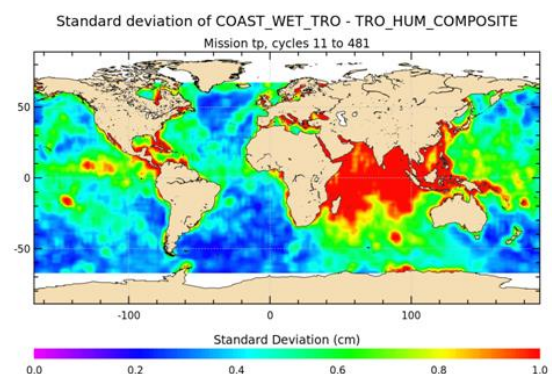 Standard deviation of COAST_WET_TRO - TRO_HUM_COMPOSITE
Mission tp, cycles 11 to 481
50
0
-50
-100 0 100
Standard Deviation (cm)
0.0 0.2 0.4 0.6 0.8 1.0